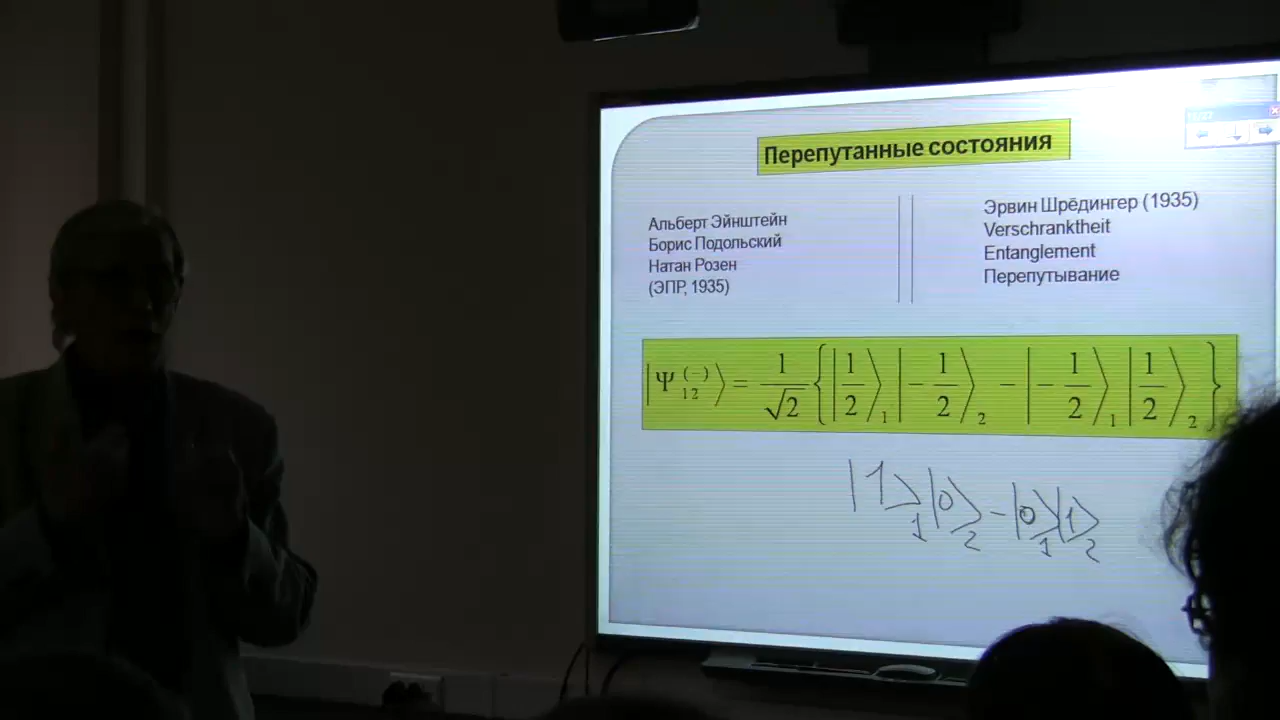 Перепутанные состояния
Альберт Эйнштейн
Борис Подольский
Натан Розен
(ЭПР, 1935)
Эрвин Шрёдингер (1935)
Verschranktheit
Entanglement
Перепутывание
|Ψ₁₂⁽⁻⁾⟩ = 1/√2 {|1/2⟩₁ |−1/2⟩₂ − |−1/2⟩₁ |1/2⟩₂}
|1⟩₁|0⟩₂ − |0⟩₁|1⟩₂